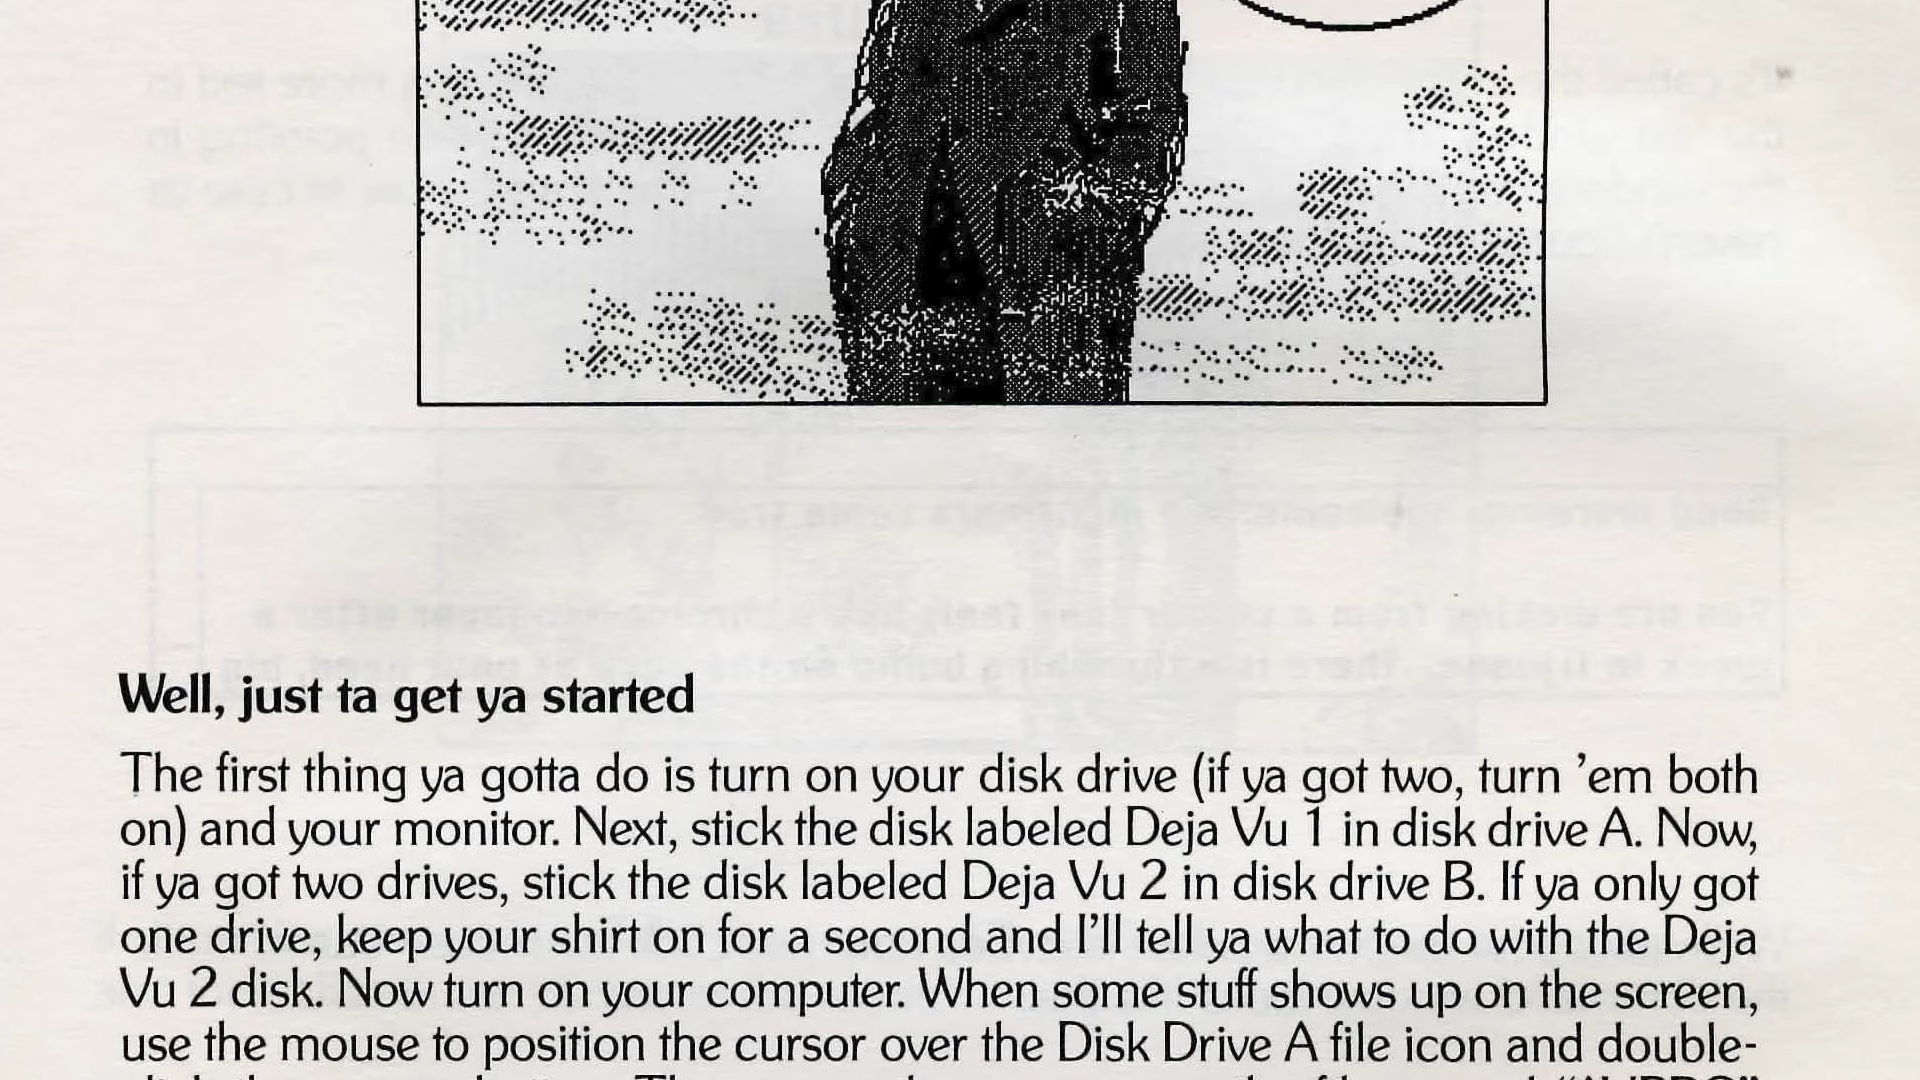 Well, just ta get ya started
The first thing ya gotta do is turn on your disk drive (if ya got two, turn ’em both
on) and your monitor. Next, stick the disk labeled Deja Vu 1 in disk drive A. Now,
if ya got two drives, stick the disk labeled Deja Vu 2 in disk drive B. If ya only got
one drive, keep your shirt on for a second and I’ll tell ya what to do with the Deja
Vu 2 disk. Now turn on your computer. When some stuff shows up on the screen,
use the mouse to position the cursor over the Disk Drive A file icon and double-